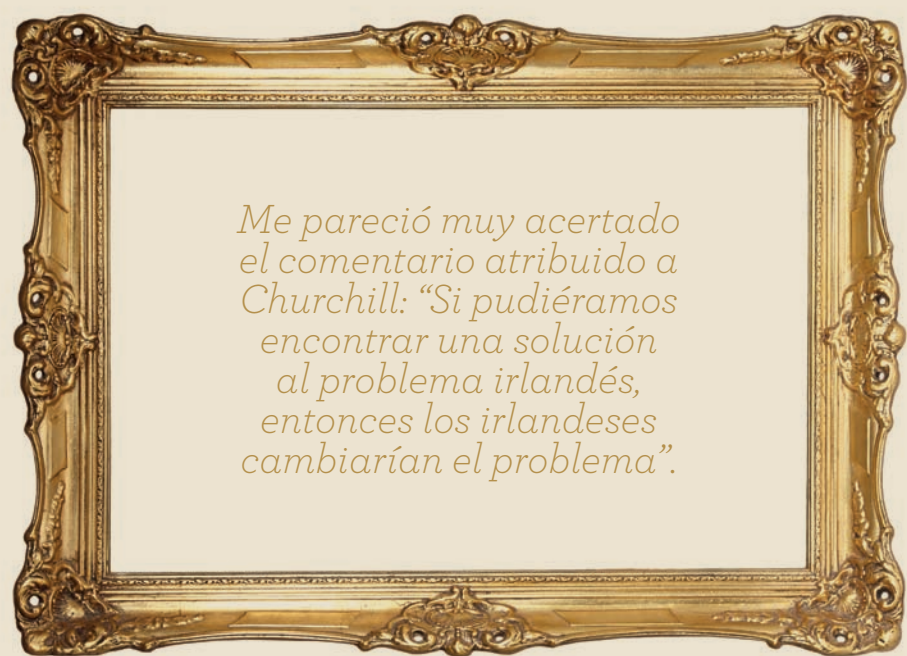 Me pareció muy acertado
el comentario atribuido a
Churchill: “Si pudiéramos
encontrar una solución
al problema irlandés,
entonces los irlandeses
cambiarían el problema”.